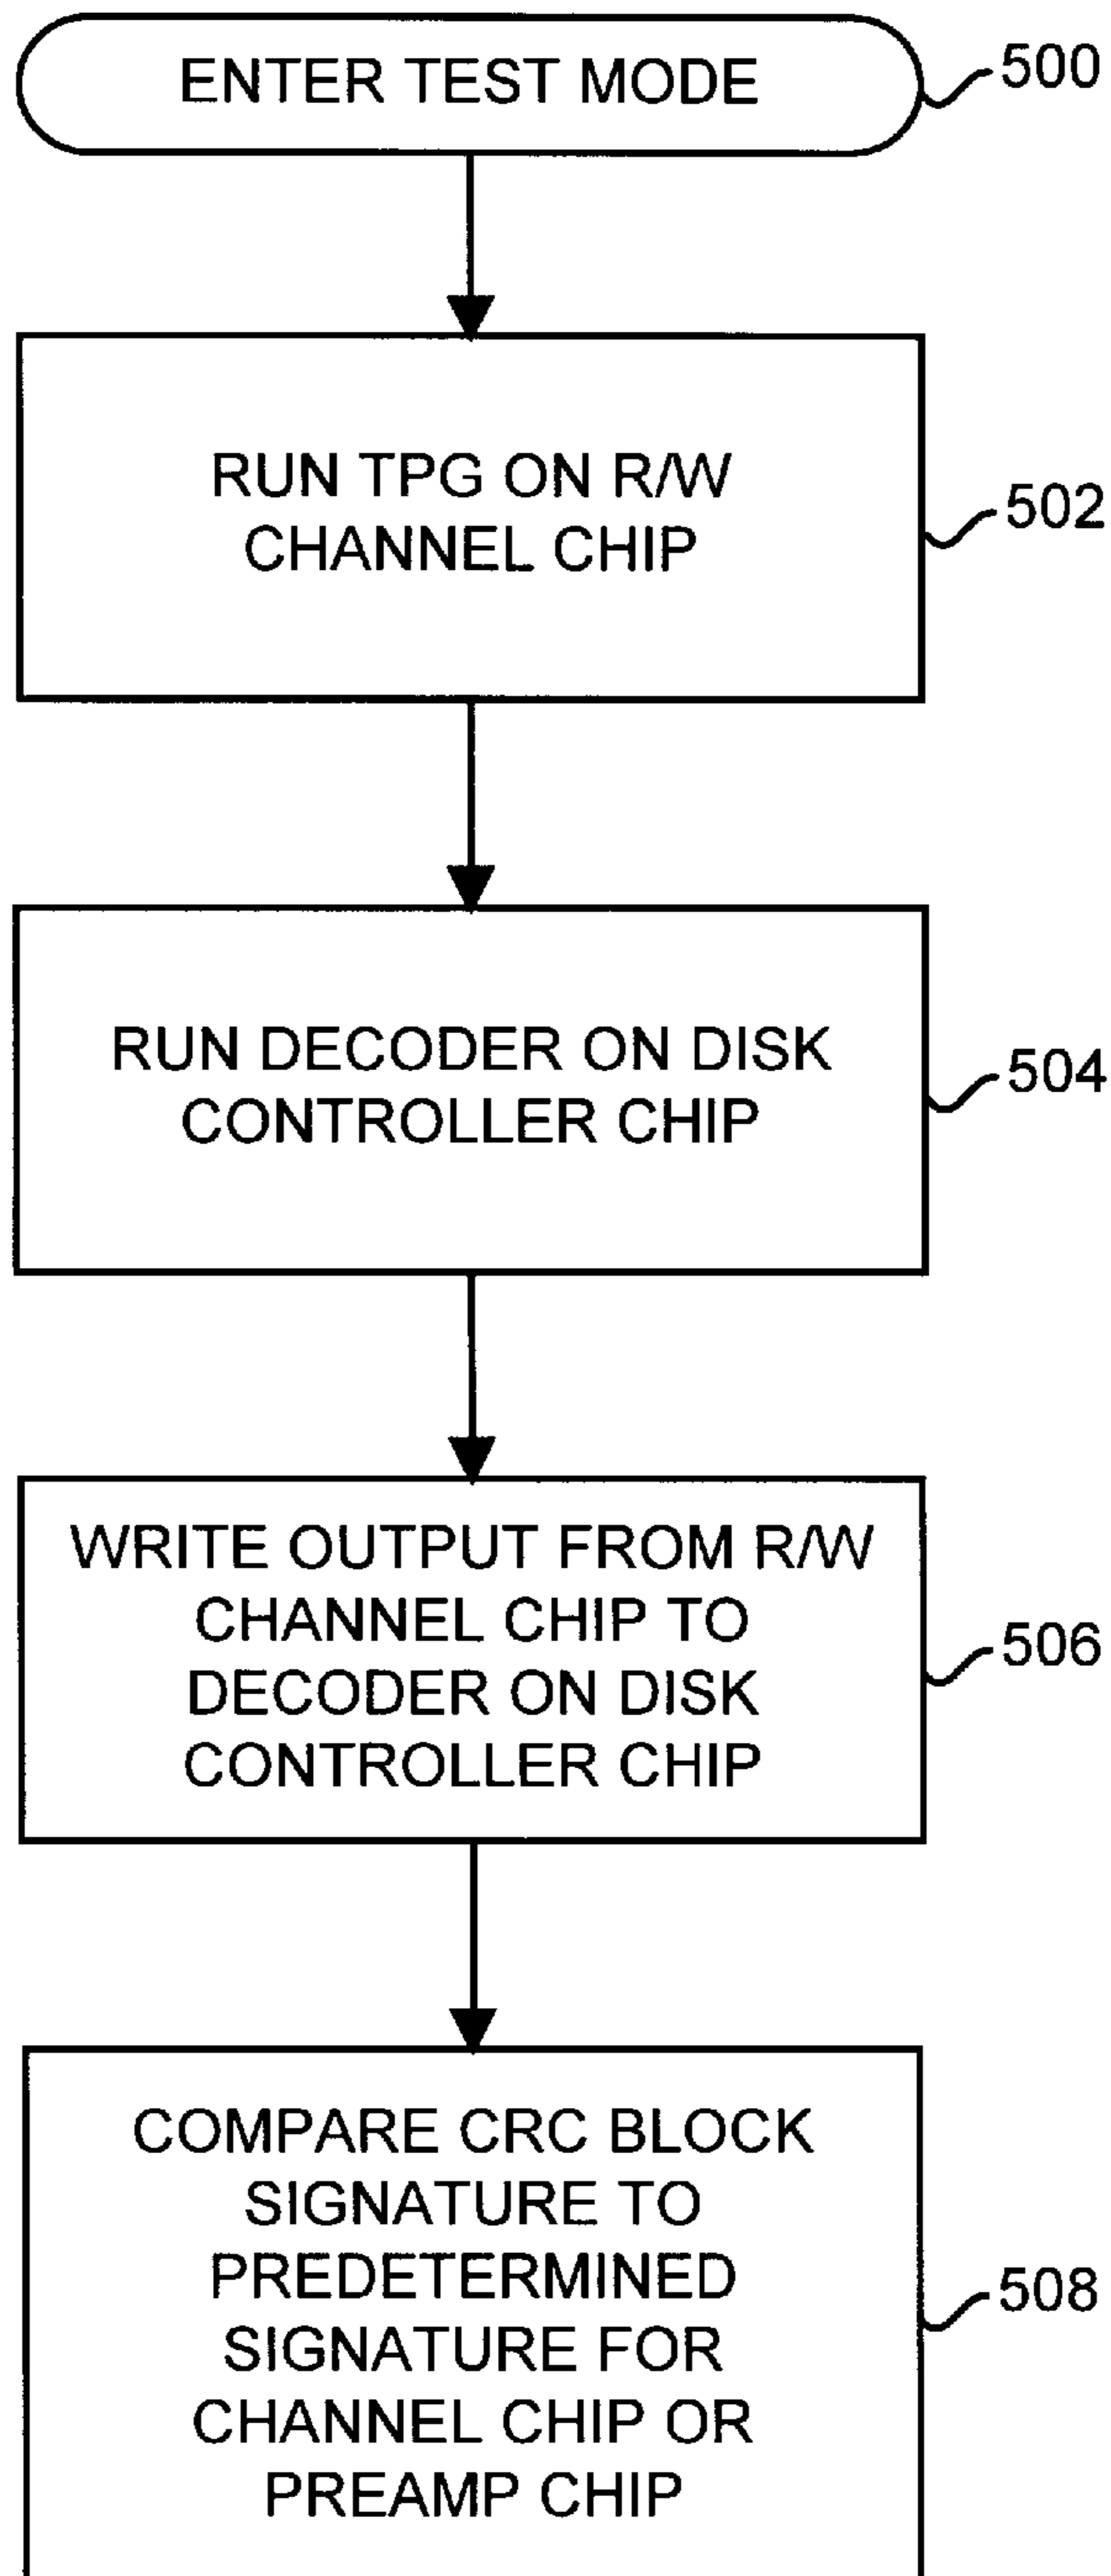 ENTER TEST MODE
500
RUN TPG ON R/W
CHANNEL CHIP
502
RUN DECODER ON DISK
CONTROLLER CHIP
504
WRITE OUTPUT FROM R/W
CHANNEL CHIP TO
DECODER ON DISK
CONTROLLER CHIP
506
COMPARE CRC BLOCK
SIGNATURE TO
PREDETERMINED
SIGNATURE FOR
CHANNEL CHIP OR
PREAMP CHIP
508